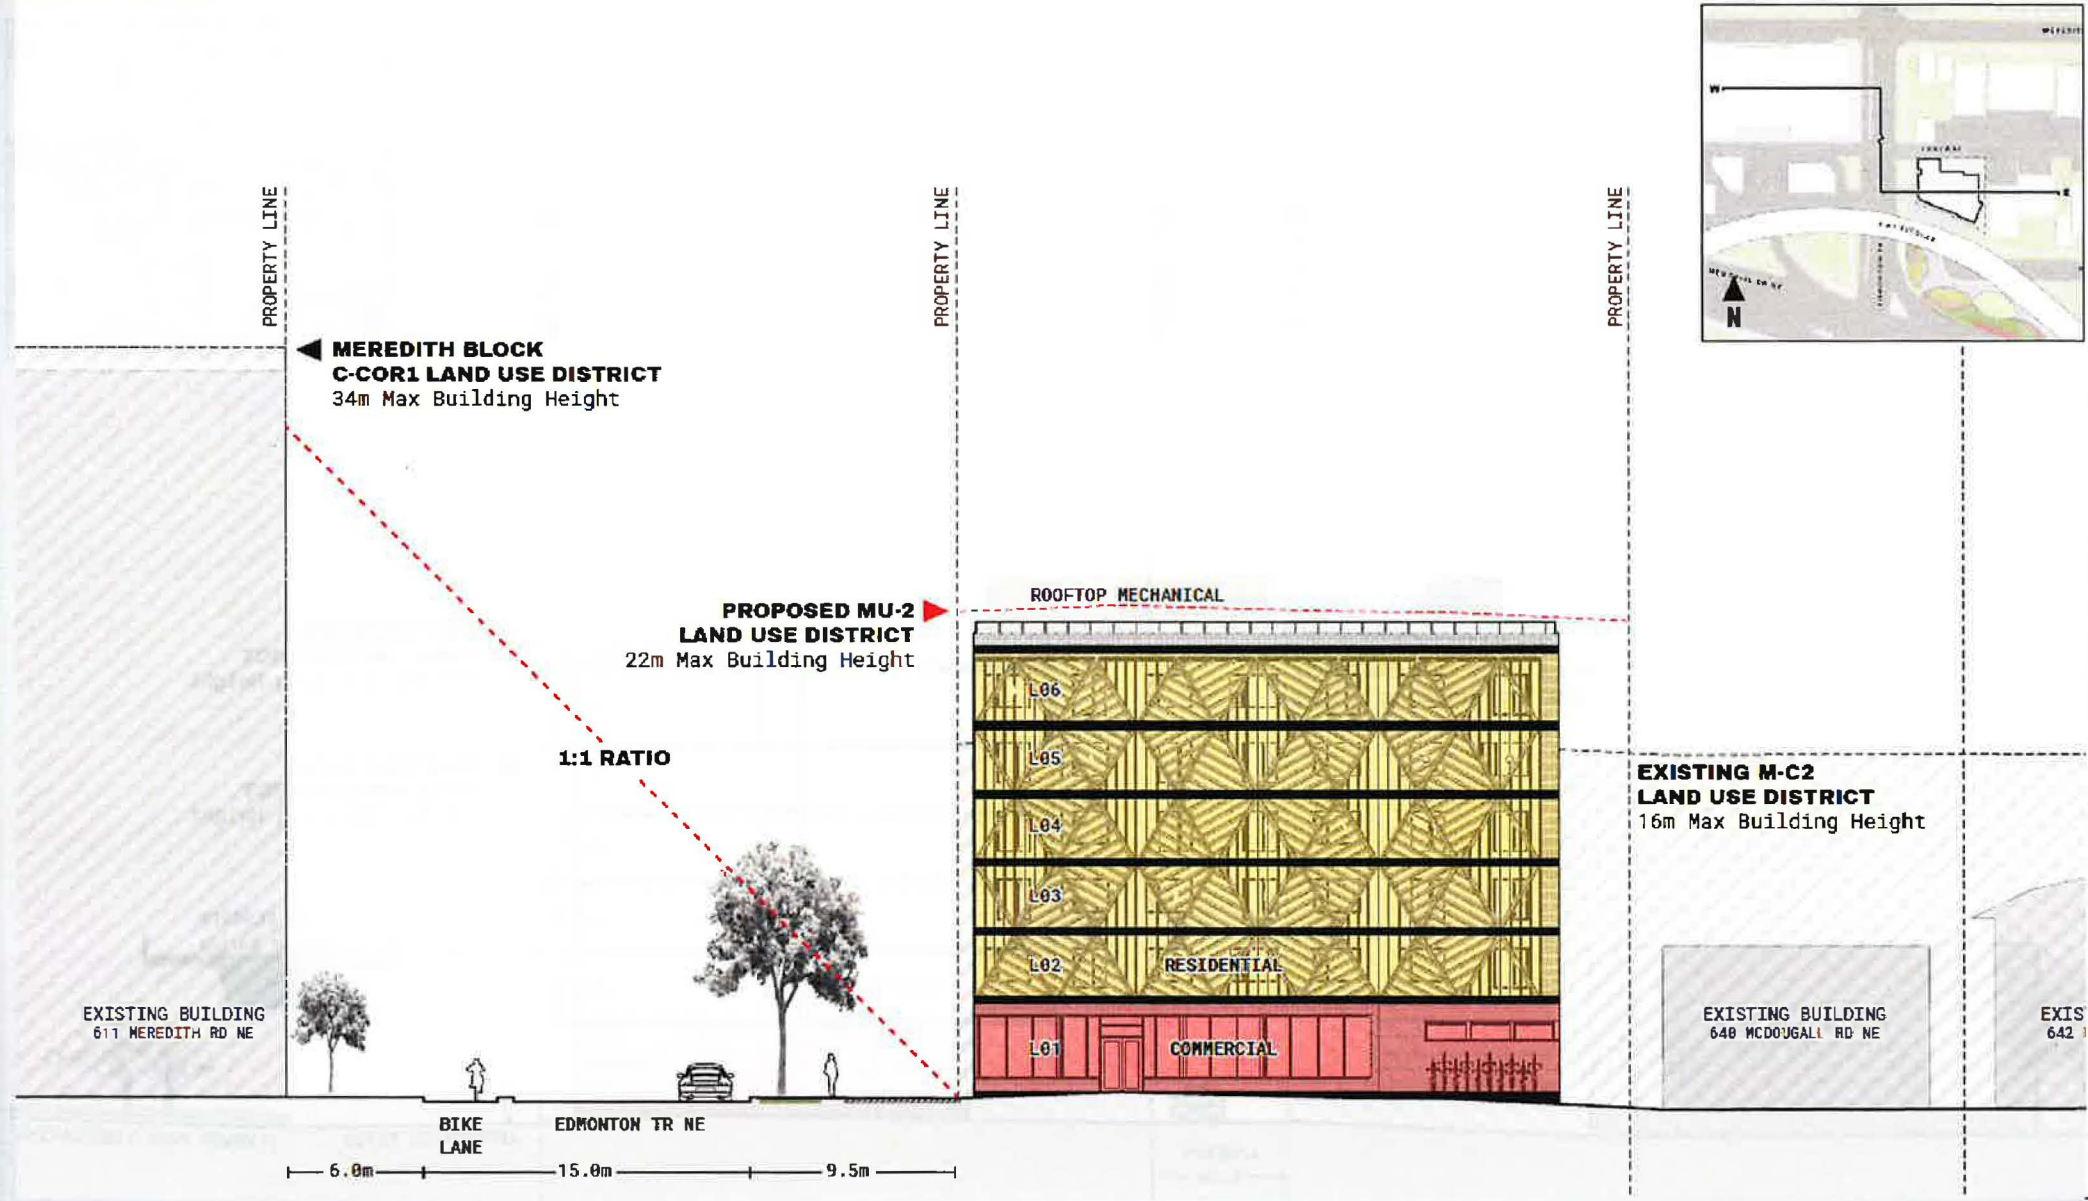 PROPERTY LINE
PROPERTY LINE
PROPERTY LINE
W
E
N
MEREDITH BLOCK
C-COR1 LAND USE DISTRICT
34m Max Building Height
PROPOSED MU-2
LAND USE DISTRICT
22m Max Building Height
ROOFTOP MECHANICAL
1:1 RATIO
EXISTING M-C2
LAND USE DISTRICT
16m Max Building Height
L06
L05
L04
L03
L02
RESIDENTIAL
L01
COMMERCIAL
EXISTING BUILDING
611 MEREDITH RD NE
EXISTING BUILDING
640 MCDOUGALL RD NE
EXIS
642
BIKE
LANE
EDMONTON TR NE
6.0m
15.0m
9.5m